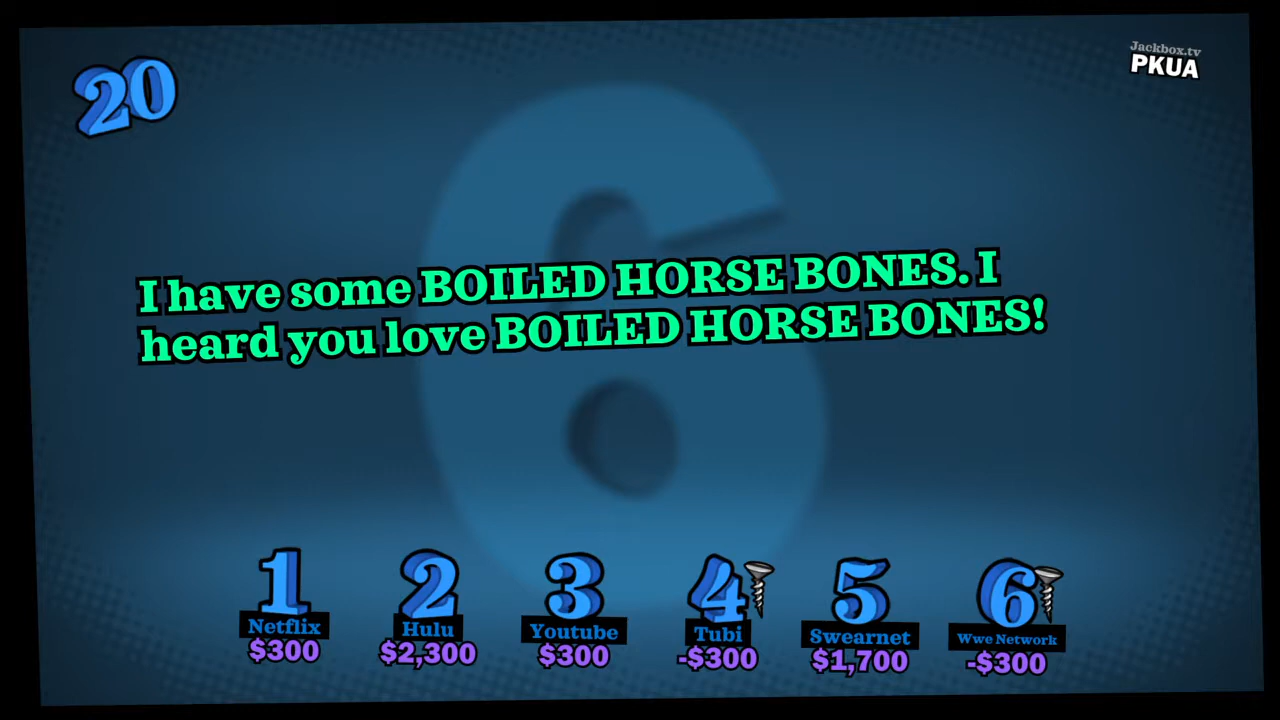 20
Jackbox.tv
PKUA
I have some BOILED HORSE BONES. I
heard you love BOILED HORSE BONES!
6
1 2 3 4 5 6
Netflix Hulu Youtube Tubi Swearnet Wwe Network
$300 $2,300 $300 -$300 $1,700 -$300